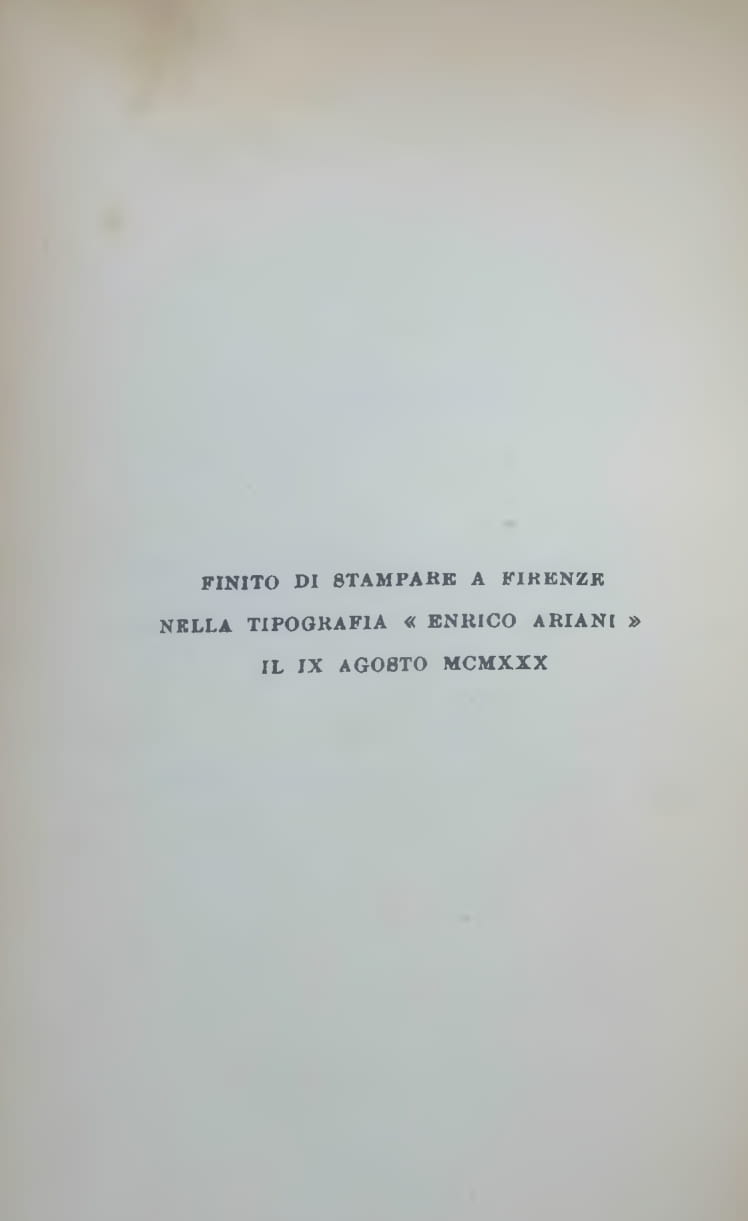 FINITO DI STAMPARE A FIRENZE
NELLA TIPOGRAFIA « ENRICO ARIANI »
IL IX AGOSTO MCMXXX